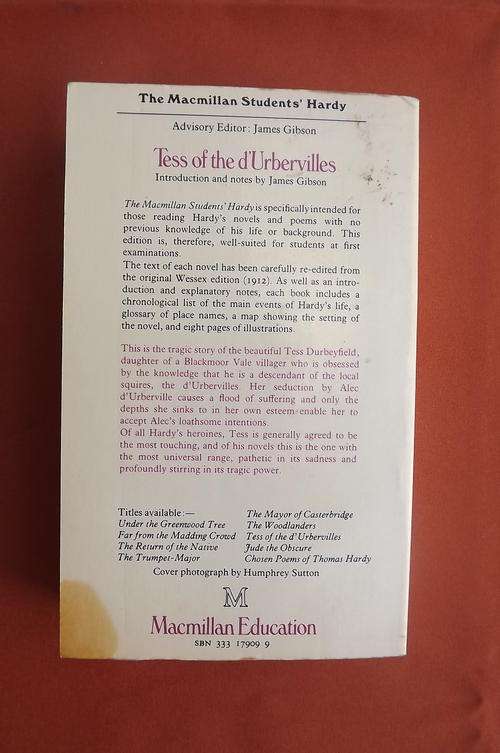 The Macmillan Students' Hardy
Advisory Editor: James Gibson
Tess of the d'Urbervilles
Introduction and notes by James Gibson
The Macmillan Students' Hardy is specifically intended for
those reading Hardy's novels and poems with no
previous knowledge of his life or background. This
edition is, therefore, well-suited for students at first
examinations.
The text of each novel has been carefully re-edited from
the original Wessex edition (1912). As well as an intro-
duction and explanatory notes, each book includes a
chronological list of the main events of Hardy's life, a
glossary of place names, a map showing the setting of
the novel, and eight pages of illustrations.
This is the tragic story of the beautiful Tess Durbeyfield,
daughter of a Blackmoor Vale villager who is obsessed
by the knowledge that he is a descendant of the local
squires, the d'Urbervilles. Her seduction by Alec
d'Urberville causes a flood of suffering and only the
depths she sinks to in her own esteem enable her to
accept Alec's loathsome intentions.
Of all Hardy's heroines, Tess is generally agreed to be
the most touching, and of his novels this is the one with
the most universal range, pathetic in its sadness and
profoundly stirring in its tragic power.
Titles available:—
Under the Greenwood Tree
Far from the Madding Crowd
The Return of the Native
The Trumpet-Major
The Mayor of Casterbridge
The Woodlanders
Tess of the d'Urbervilles
Jude the Obscure
Chosen Poems of Thomas Hardy
Cover photograph by Humphrey Sutton
M
Macmillan Education
SBN 333 17909 9